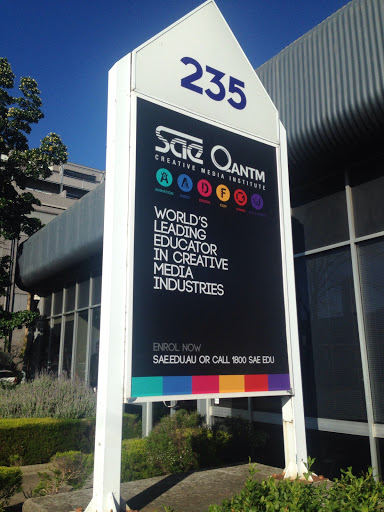 235
SAE QANTM
CREATIVE MEDIA INSTITUTE
A A D F G W
WORLD'S
LEADING
EDUCATOR
IN CREATIVE
MEDIA
INDUSTRIES
ENROL NOW
SAE.EDU.AU OR CALL 1800 SAE EDU